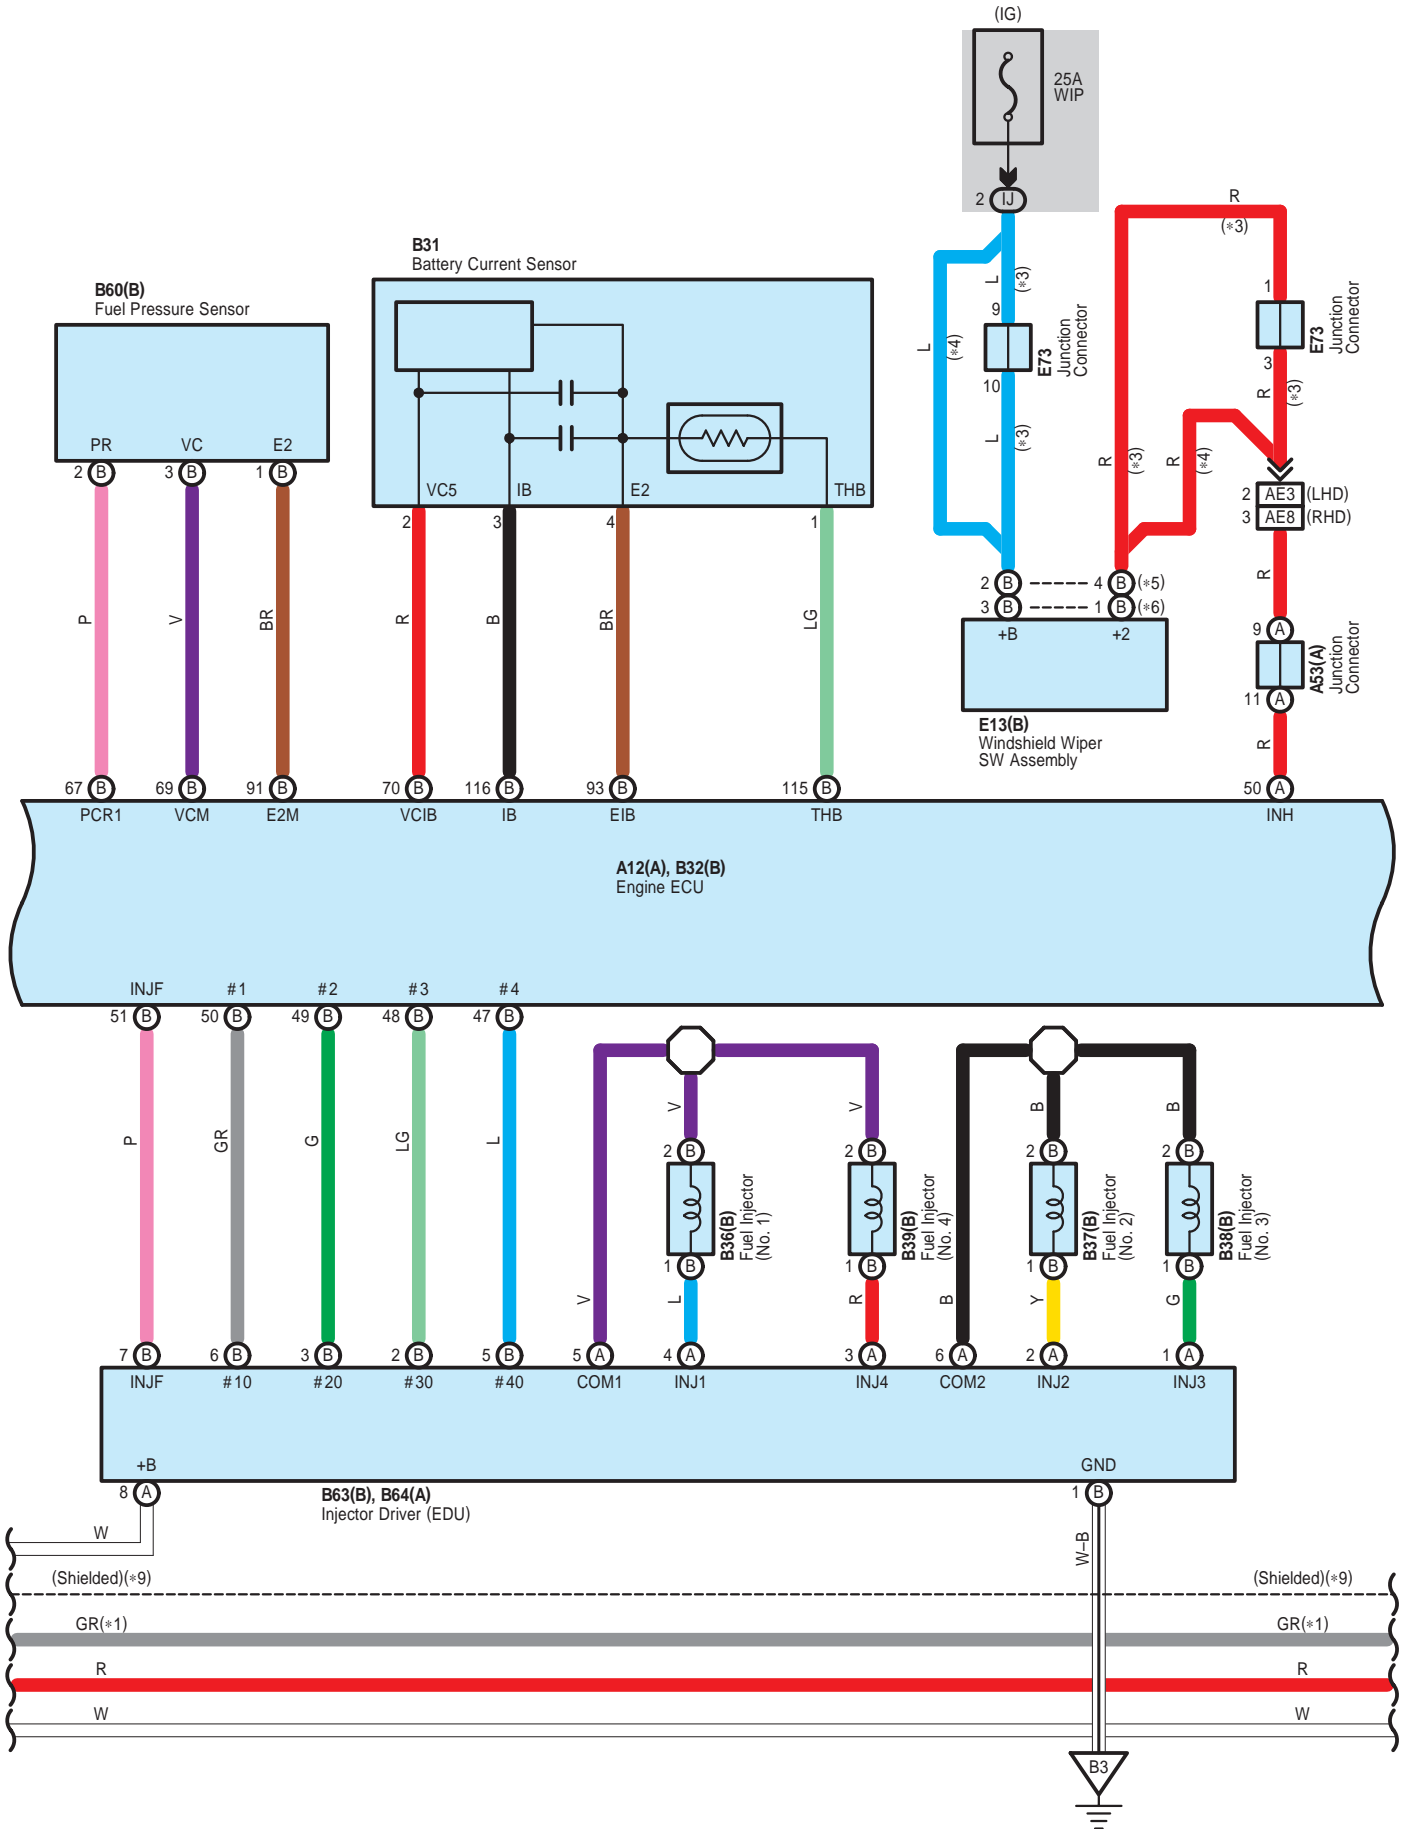 (IG)
25A
WIP
2 IJ
R
(∗3)
B31
Battery Current Sensor
B60(B)
Fuel Pressure Sensor
L
(∗3)
9
E73
Junction
Connector
10
L
(∗4)
L
(∗3)
1
E73
Junction
Connector
3
R
(∗3)
R
(∗3)
R
(∗4)
PR VC E2
2 B 3 B 1 B
VC5 IB E2 THB
2 3 4 1
2 AE3 (LHD)
3 AE8 (RHD)
2 B 4 B (∗5)
3 B 1 B (∗6)
+B +2
R
P V BR R B BR LG
9 A
A53(A)
Junction
Connector
11 A
E13(B)
Windshield Wiper
SW Assembly
R
67 B 69 B 91 B 70 B 116 B 93 B 115 B 50 A
PCR1 VCM E2M VCIB IB EIB THB INH
A12(A), B32(B)
Engine ECU
INJF #1 #2 #3 #4
51 B 50 B 49 B 48 B 47 B
P GR G LG L
V V B B
2 B 2 B 2 B 2 B
B36(B)
Fuel Injector
(No. 1)
B39(B)
Fuel Injector
(No. 4)
B37(B)
Fuel Injector
(No. 2)
B38(B)
Fuel Injector
(No. 3)
1 B 1 B 1 B 1 B
V L R B Y G
7 B 6 B 3 B 2 B 5 B 5 A 4 A 3 A 6 A 2 A 1 A
INJF #10 #20 #30 #40 COM1 INJ1 INJ4 COM2 INJ2 INJ3
+B GND
8 A 1 B
B63(B), B64(A)
Injector Driver (EDU)
W
W–B
(Shielded)(∗9) (Shielded)(∗9)
GR(∗1) GR(∗1)
R R
W W
B3